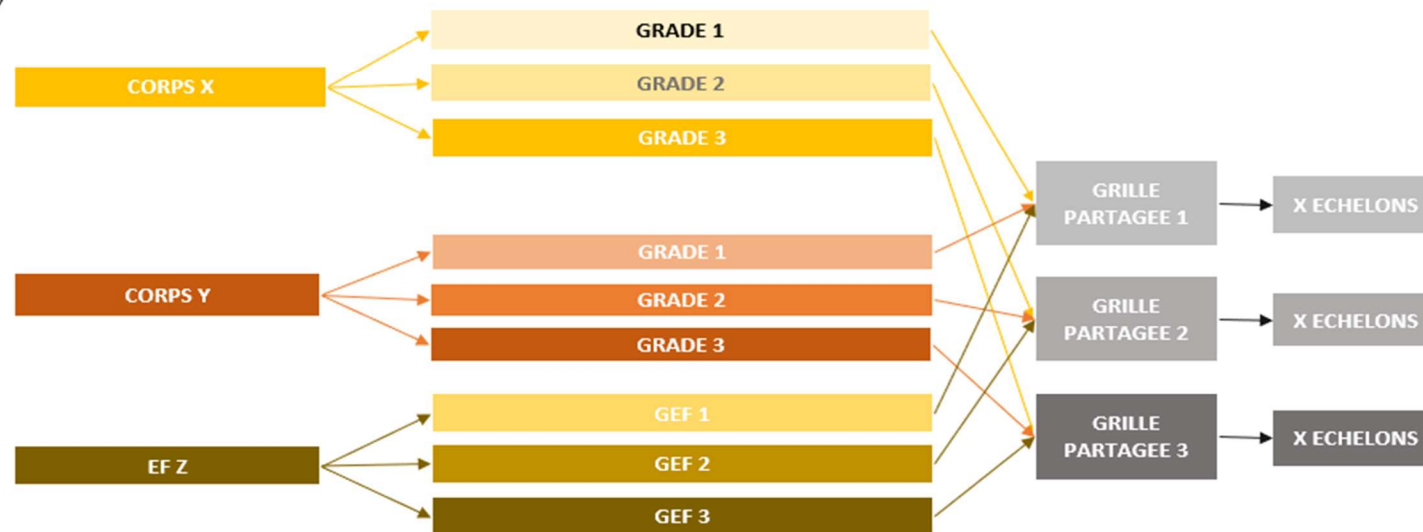 CORPS X
GRADE 1
GRADE 2
GRADE 3
CORPS Y
GRADE 1
GRADE 2
GRADE 3
EF Z
GEF 1
GEF 2
GEF 3
GRILLE
PARTAGEE 1
X ECHELONS
GRILLE
PARTAGEE 2
X ECHELONS
GRILLE
PARTAGEE 3
X ECHELONS